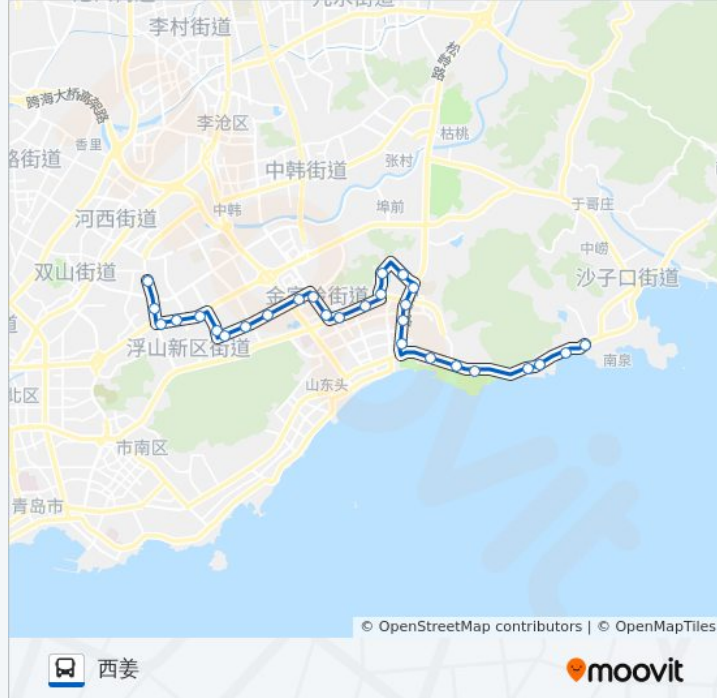 李村街道
松岭路
跨海大桥高架路
李沧区
枯桃
香里
路街道
张村
中韩街道
中韩
埠前
于哥庄
河西街道
中崂
双山街道
沙子口街道
道
浮山新区街道
南泉
山东头
北区
市南区
青岛市
© OpenStreetMap contributors | © OpenMapTiles
西姜
moovit